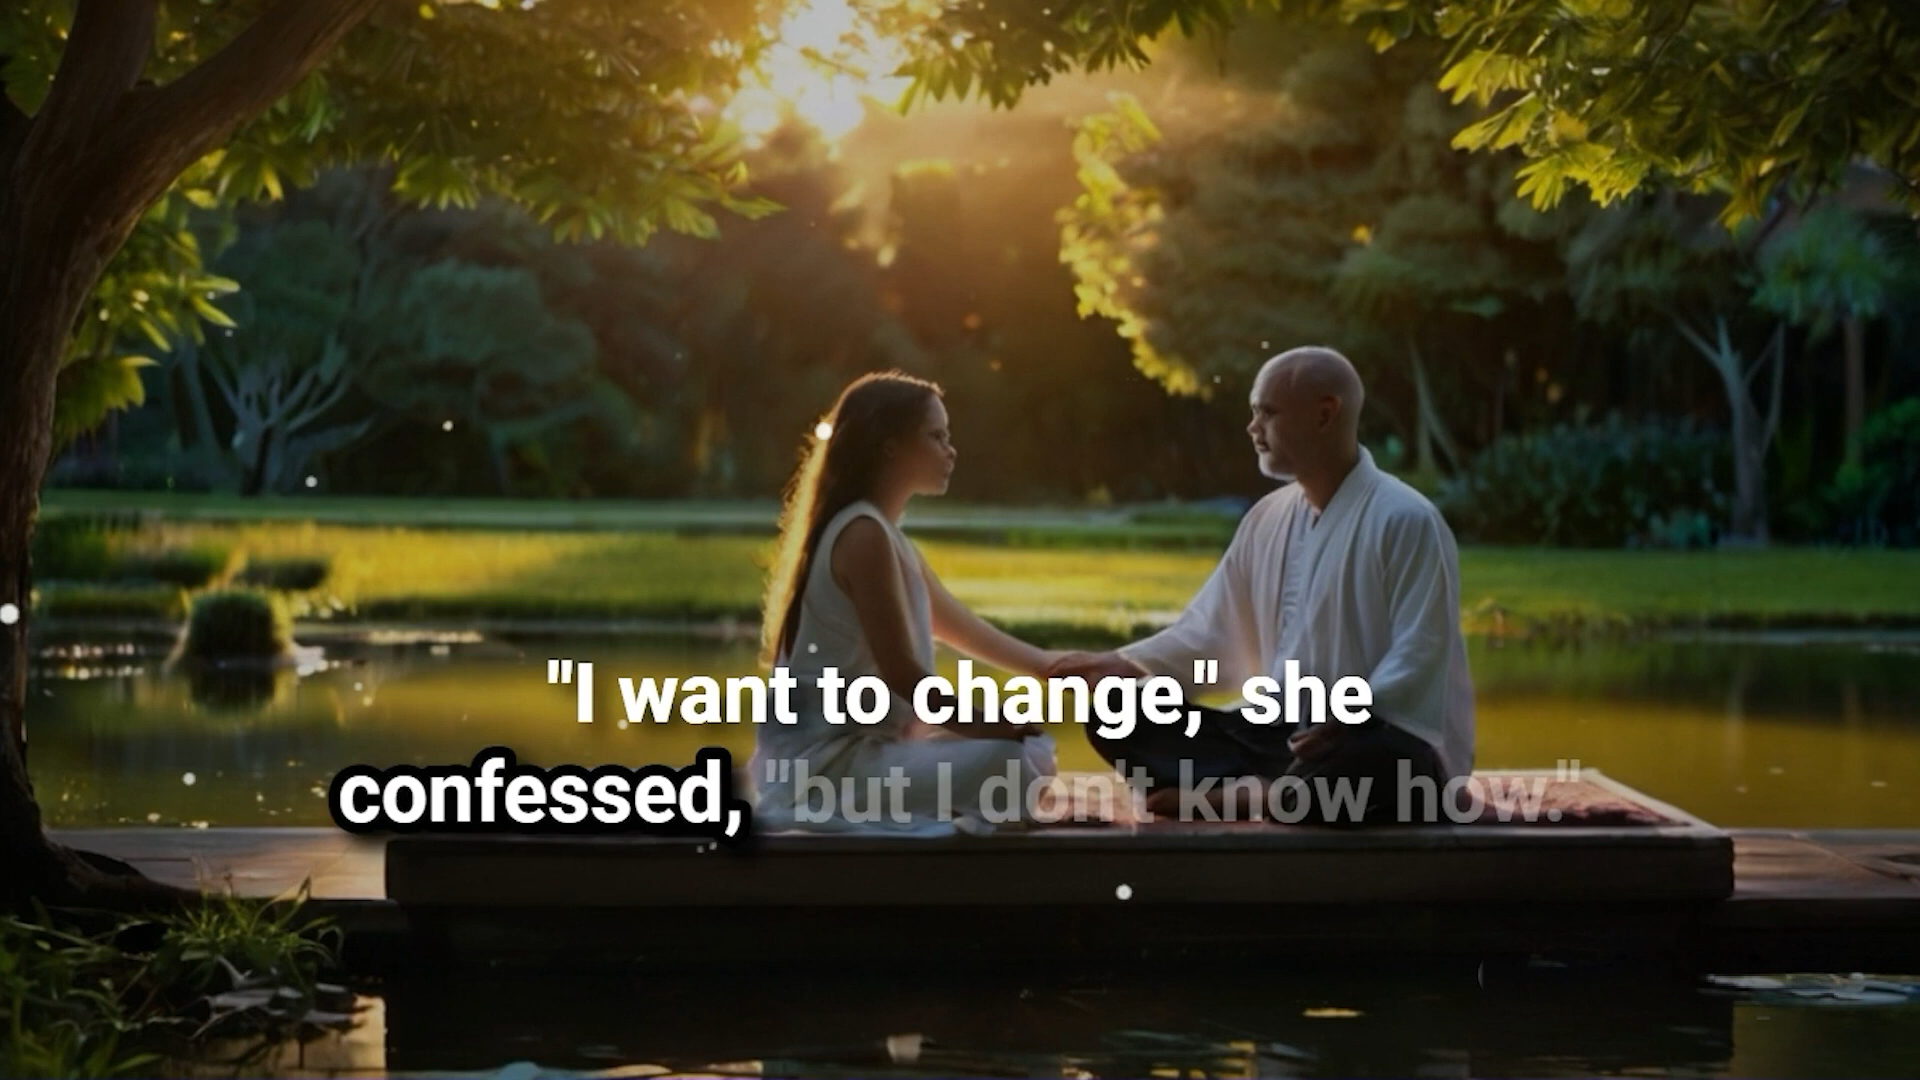 "I want to change," she
confessed, "but I don't know how."